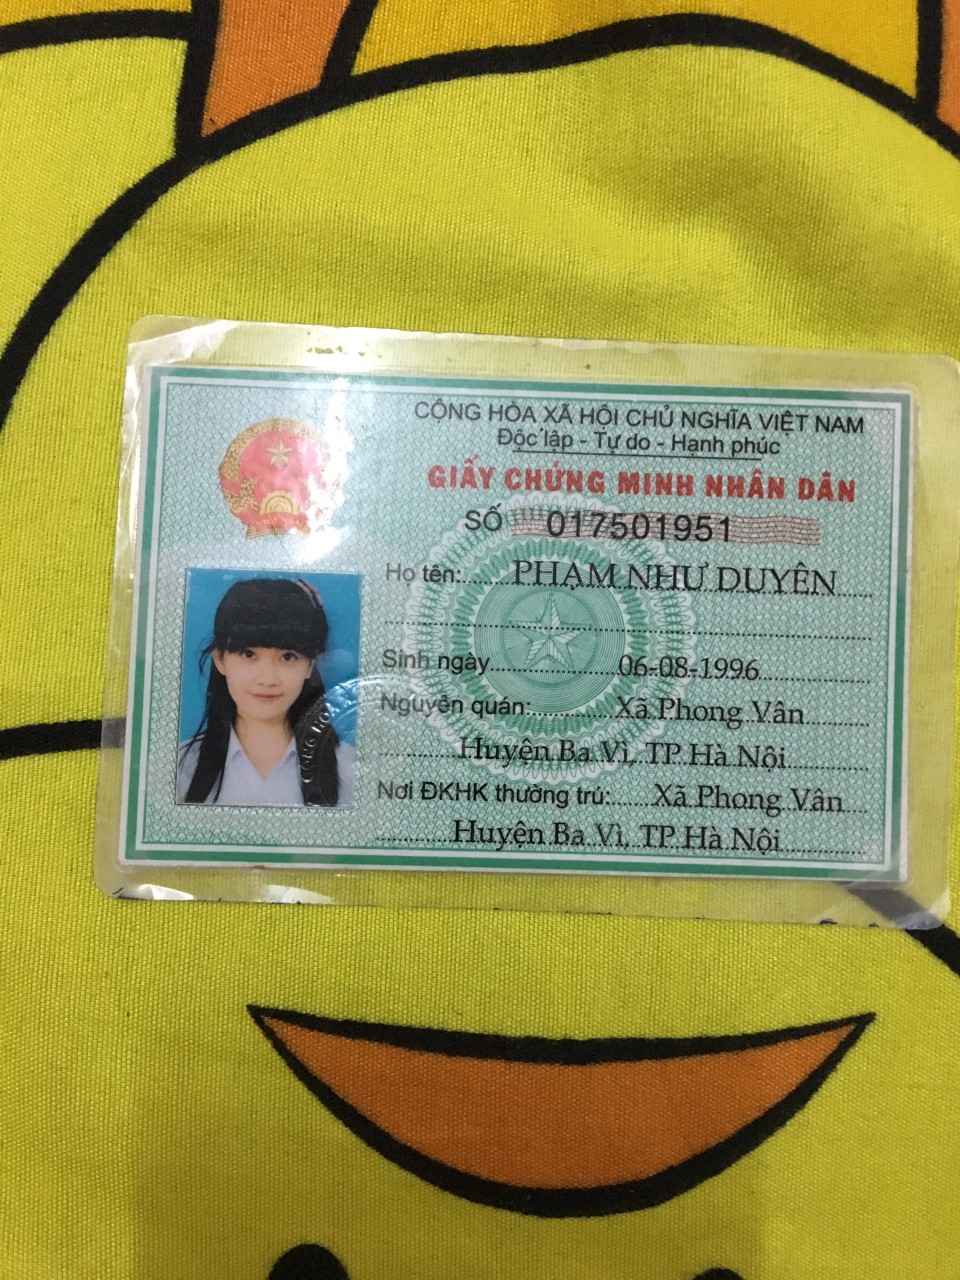 CỘNG HÒA XÃ HỘI CHỦ NGHĨA VIỆT NAM
Độc lập - Tự do - Hạnh phúc
GIẤY CHỨNG MINH NHÂN DÂN
SỐ 017501951
Họ tên: PHẠM NHƯ DUYÊN
Sinh ngày 06-08-1996
Nguyên quán: Xã Phong Vân
Huyện Ba Vì, TP Hà Nội
Nơi ĐKHK thường trú: Xã Phong Vân
Huyện Ba Vì, TP Hà Nội